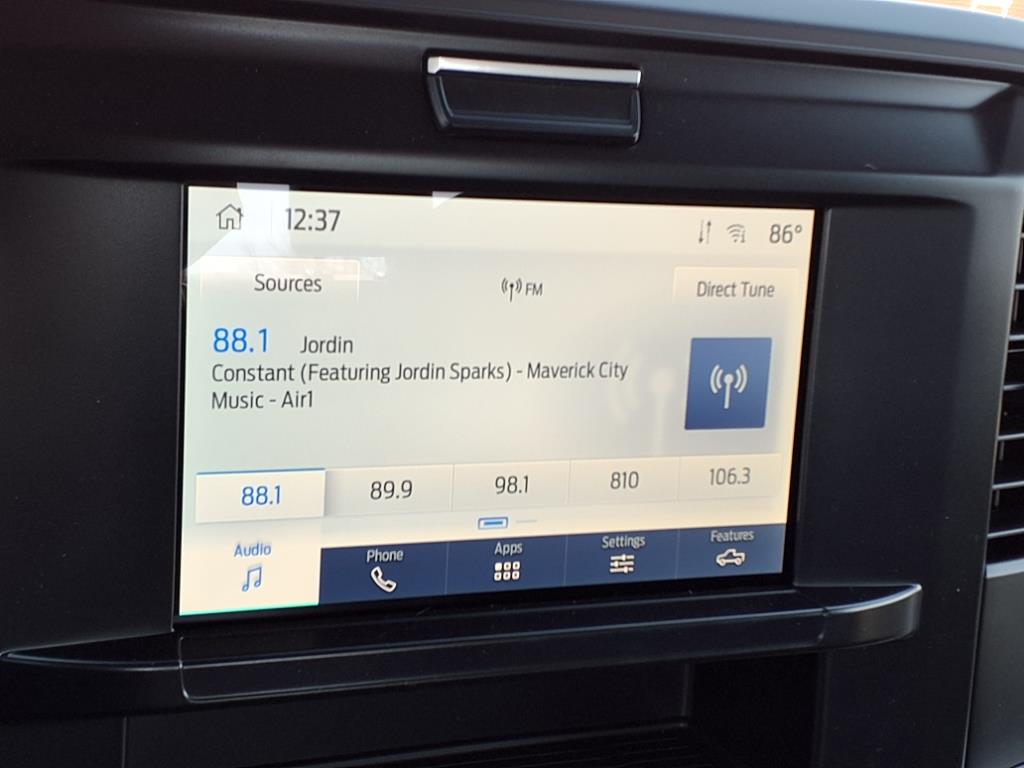 12:37 86°
Sources FM Direct Tune
88.1 Jordin
Constant (Featuring Jordin Sparks) - Maverick City
Music - Air1
88.1 89.9 98.1 810 106.3
Audio Phone Apps Settings Features